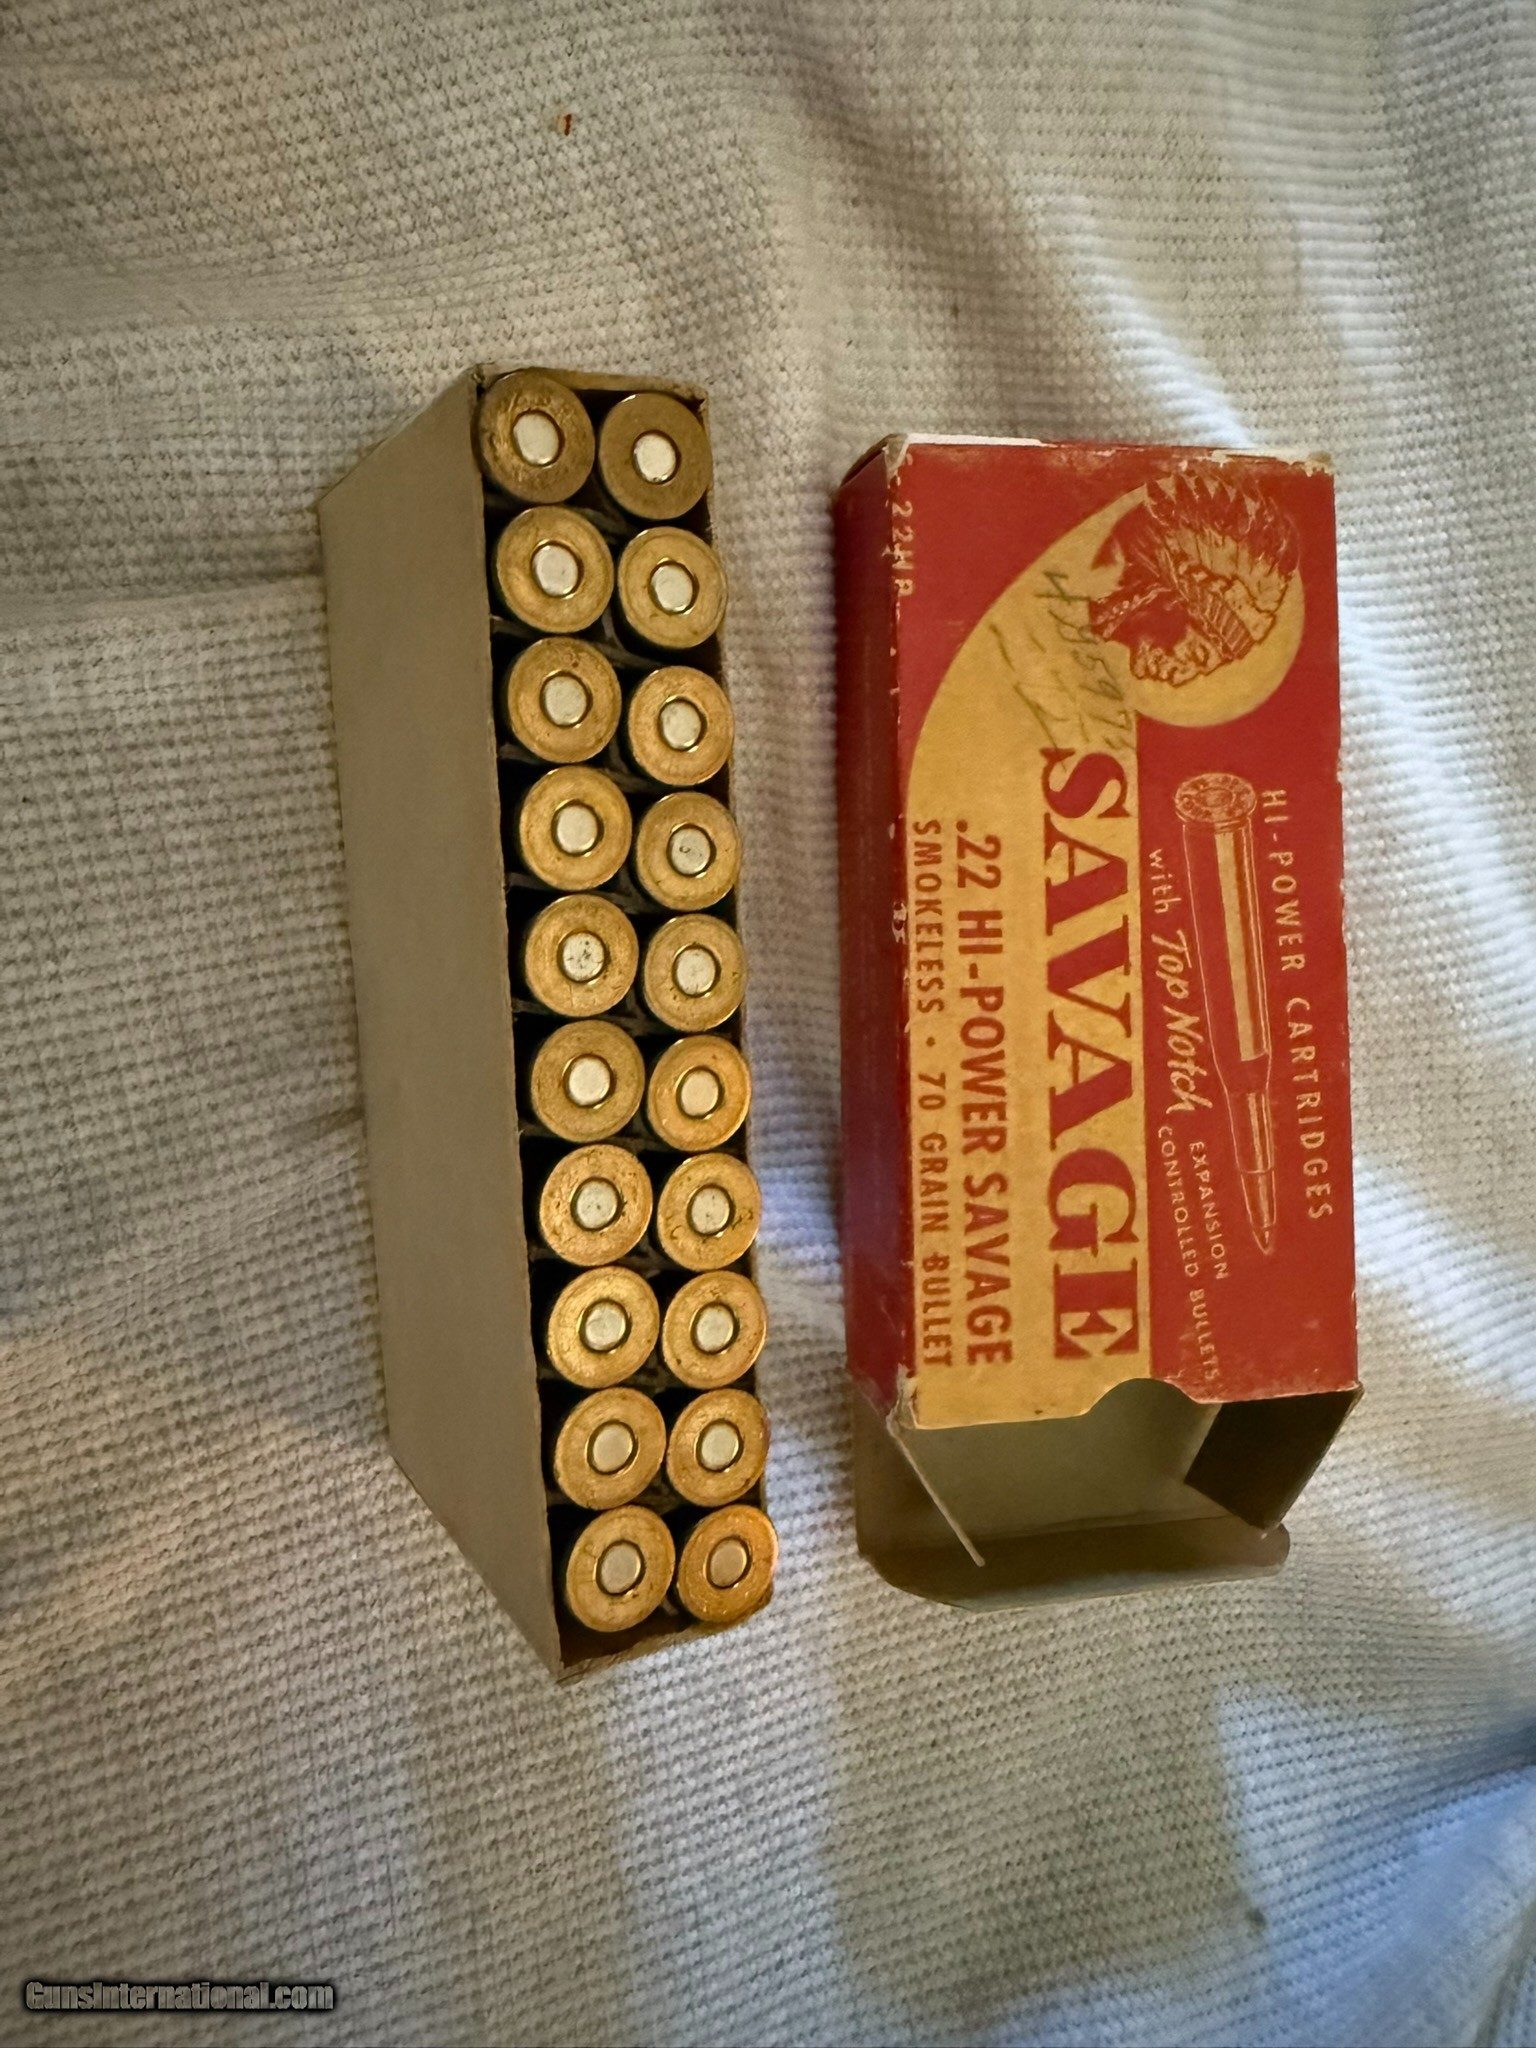 HI-POWER CARTRIDGES
with Top Notch
EXPANSION
CONTROLLED BULLETS
SAVAGE
.22 HI-POWER SAVAGE
SMOKELESS · 70 GRAIN BULLET
GunsInternational.com